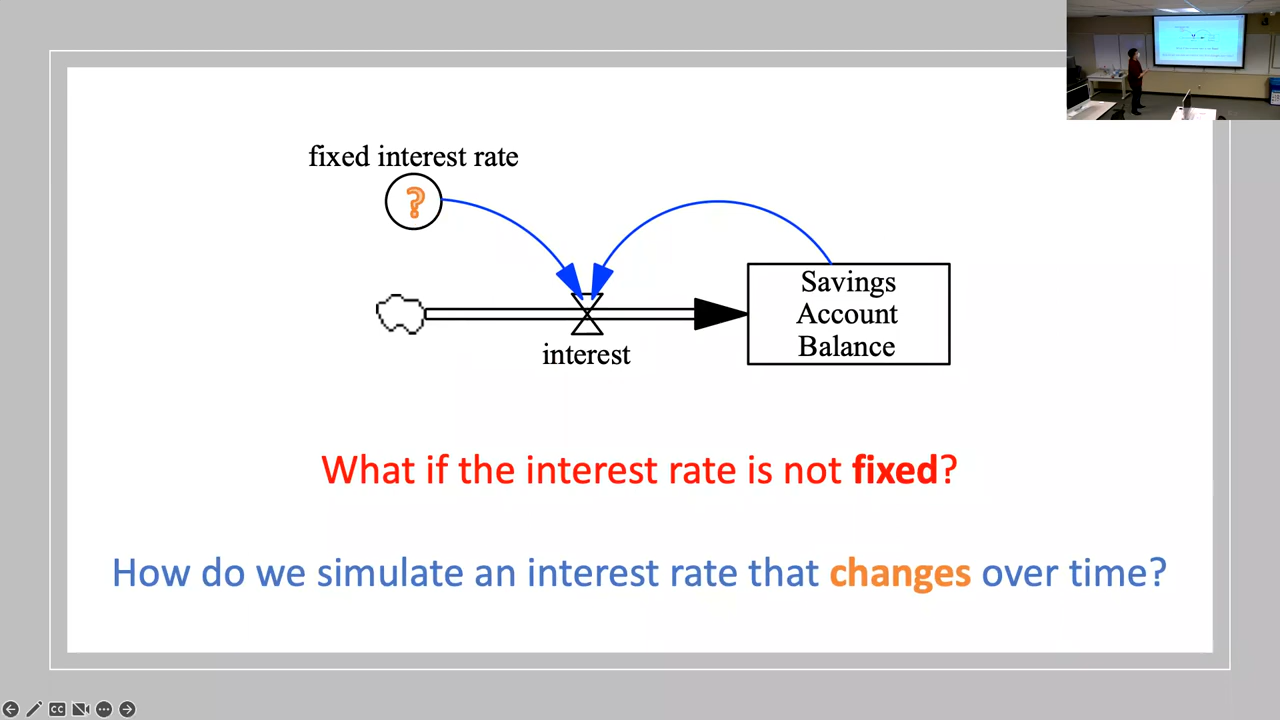 fixed interest rate
?
interest
Savings
Account
Balance
What if the interest rate is not fixed?
How do we simulate an interest rate that changes over time?
CC